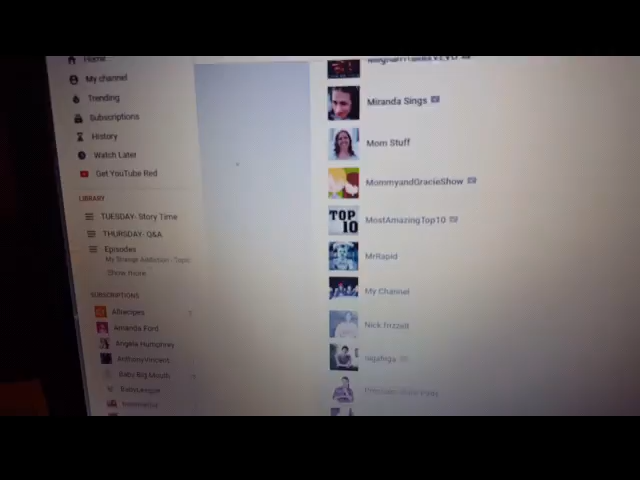 Home
My channel
Trending
Subscriptions
History
Watch Later
Get YouTube Red
LIBRARY
TUESDAY- Story Time
THURSDAY- Q&A
Episodes
My Strange Addiction - Topic
Show more
SUBSCRIPTIONS
Allrecipes
Amanda Ford
Angela Humphrey
AnthonyVincent
Baby Big Mouth
Miranda Sings
Mom Stuff
MommyandGracieShow
TOP 10
MostAmazingTop10
MrRapid
My Channel
Nick Frizzell
nigahiga